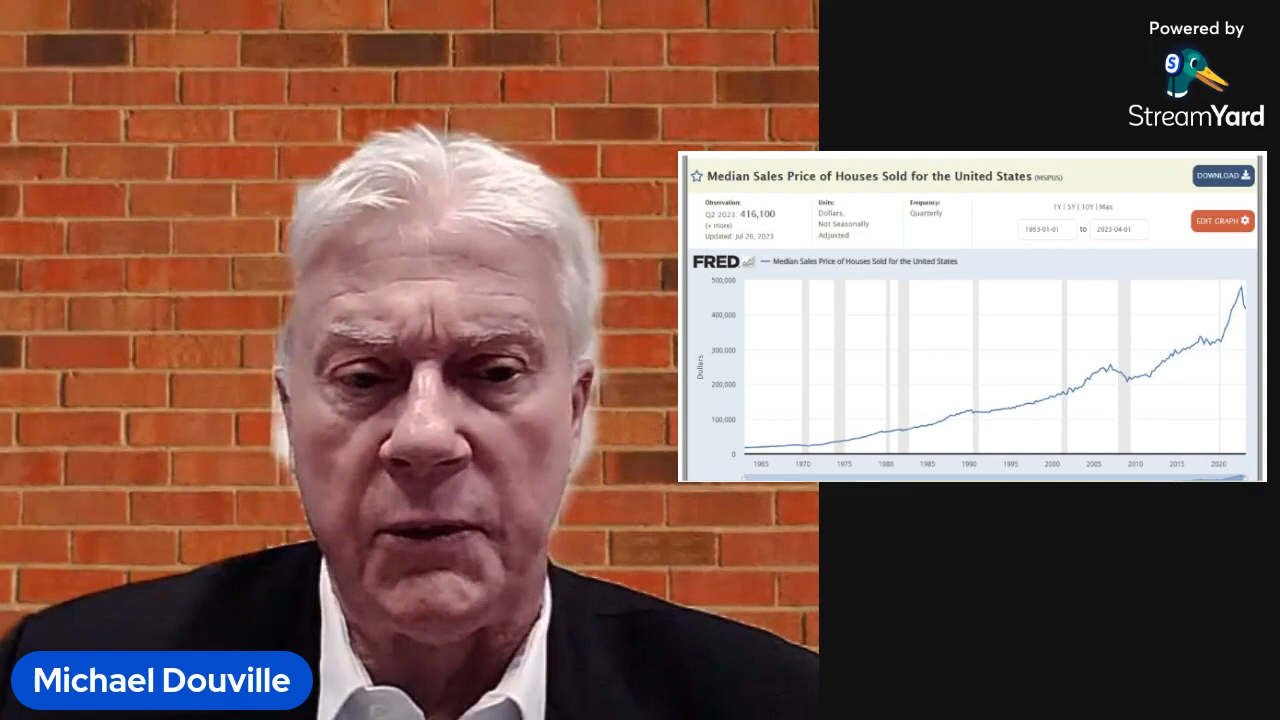 Powered by
StreamYard
Median Sales Price of Houses Sold for the United States (MSPUS)
DOWNLOAD
Observation:
Q2 2023: 416,100
(+ more)
Updated: Jul 26, 2023
Units:
Dollars,
Not Seasonally
Adjusted
Frequency:
Quarterly
1Y | 5Y | 10Y | Max
1963-01-01 to 2023-04-01
EDIT GRAPH
FRED
Median Sales Price of Houses Sold for the United States
500,000
400,000
300,000
200,000
100,000
0
Dollars
1965 1970 1975 1980 1985 1990 1995 2000 2005 2010 2015 2020
Michael Douville